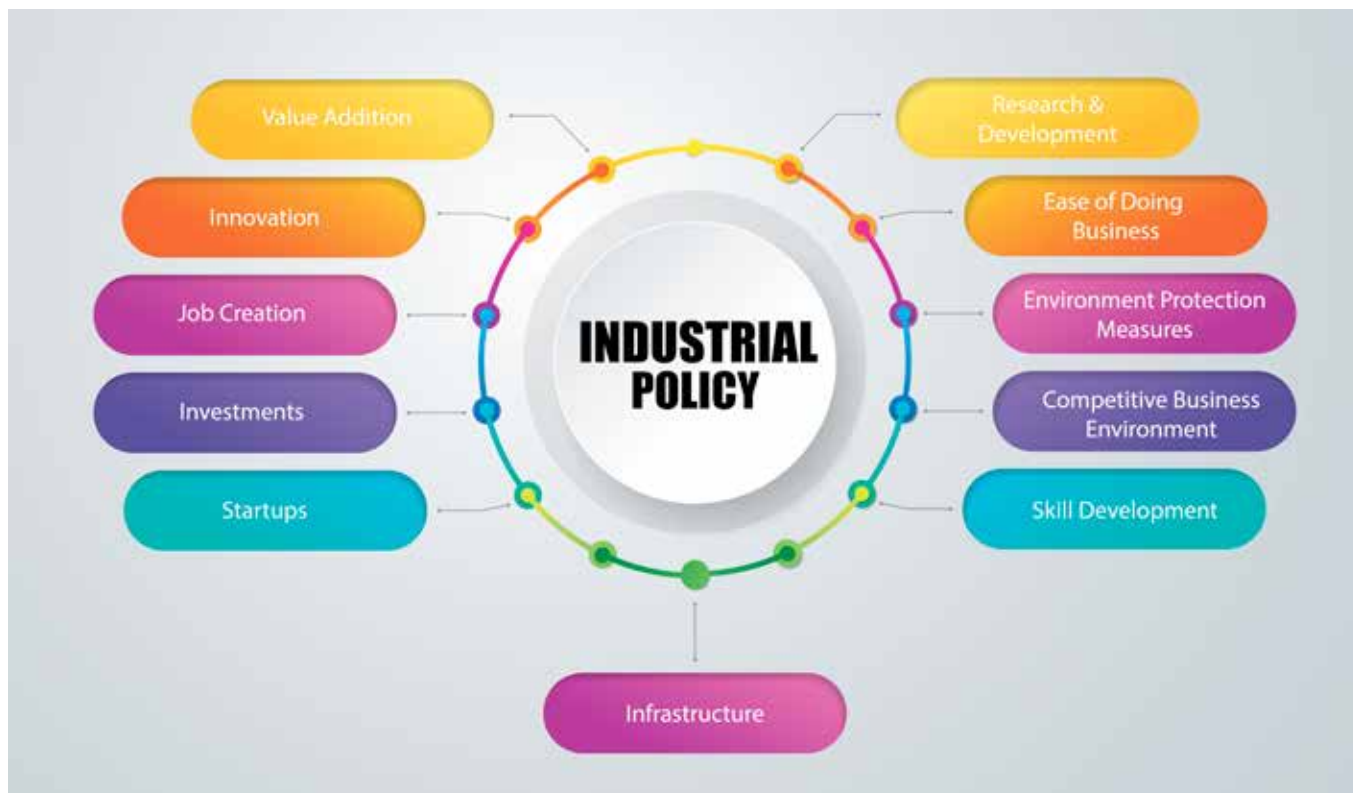 Value Addition
Innovation
Job Creation
Investments
Startups
INDUSTRIAL
POLICY
Research &
Development
Ease of Doing
Business
Environment Protection
Measures
Competitive Business
Environment
Skill Development
Infrastructure